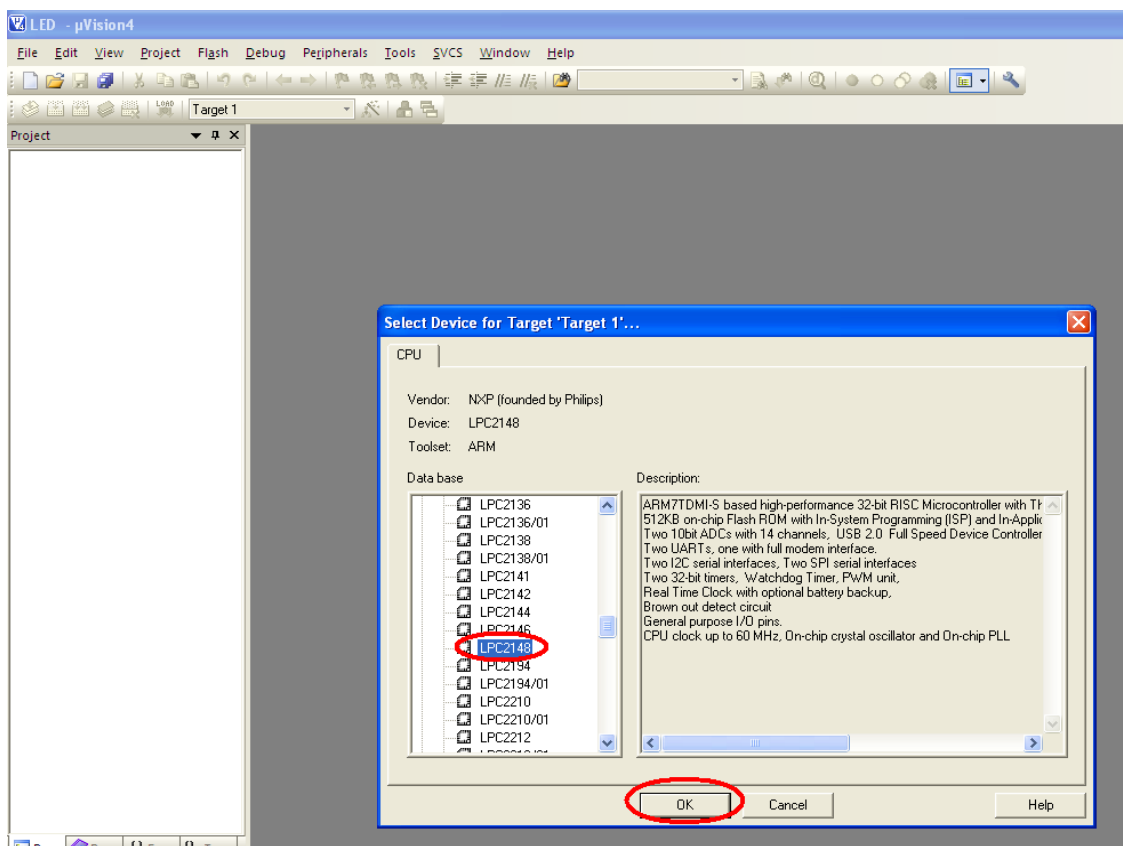 LED - µVision4
File Edit View Project Flash Debug Peripherals Tools SVCS Window Help
LOAD Target 1
Project
Select Device for Target 'Target 1'...
CPU
Vendor: NXP (founded by Philips)
Device: LPC2148
Toolset: ARM
Data base
LPC2136
LPC2136/01
LPC2138
LPC2138/01
LPC2141
LPC2142
LPC2144
LPC2146
LPC2148
LPC2194
LPC2194/01
LPC2210
LPC2210/01
LPC2212
Description:
ARM7TDMI-S based high-performance 32-bit RISC Microcontroller with
512KB on-chip Flash ROM with In-System Programming (ISP) and
Two 10bit ADCs with 14 channels, USB 2.0 Full Speed Device Controller
Two UARTs, one with full modem interface.
Two I2C serial interfaces, Two SPI serial interfaces
Two 32-bit timers, Watchdog Timer, PWM unit,
Real Time Clock with optional battery backup,
Brown out detect circuit
General purpose I/O pins.
CPU clock up to 60 MHz, On-chip crystal oscillator and On-chip PLL
OK Cancel Help